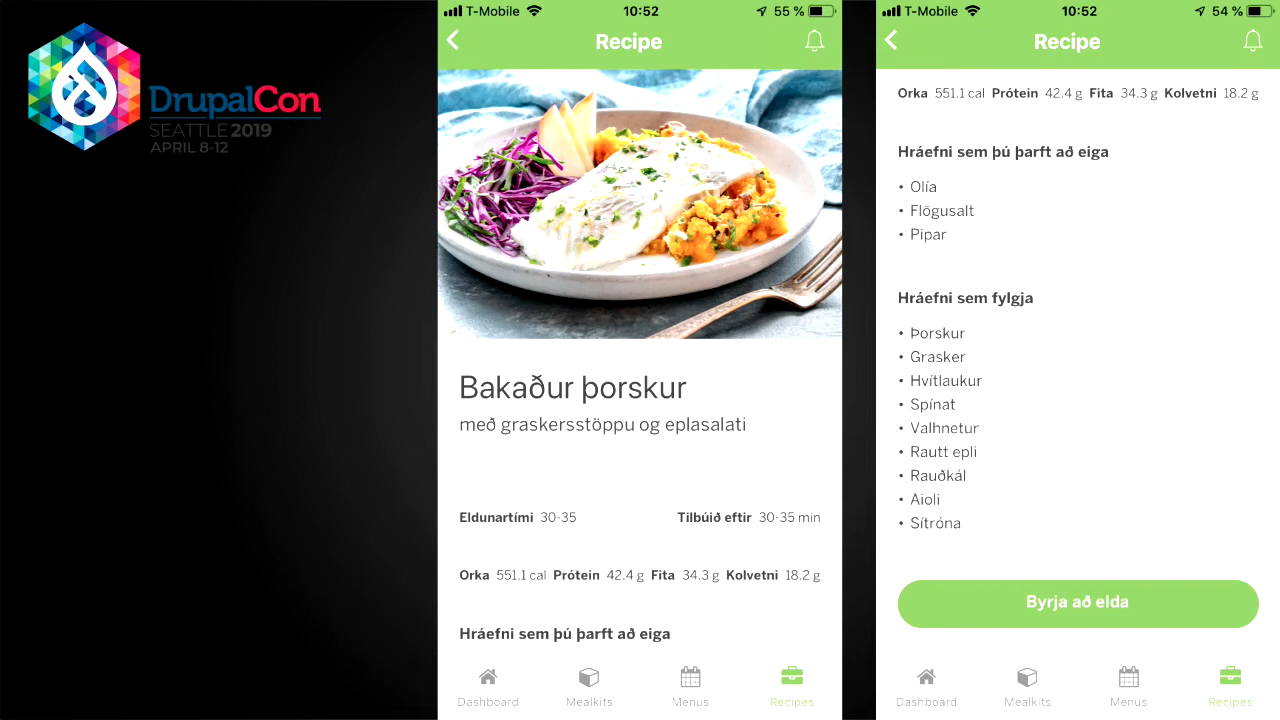 DrupalCon
SEATTLE 2019
APRIL 8-12
T-Mobile 10:52 55 %
Recipe
Bakaður þorskur
með graskersstöppu og eplasalati
Eldunartími 30-35 Tilbúið eftir 30-35 min
Orka 551.1 cal Prótein 42.4 g Fita 34.3 g Kolvetni 18.2 g
Hráefni sem þú þarft að eiga
Dashboard Mealkits Menus Recipes
T-Mobile 10:52 54 %
Recipe
Orka 551.1 cal Prótein 42.4 g Fita 34.3 g Kolvetni 18.2 g
Hráefni sem þú þarft að eiga
• Olía
• Flögusalt
• Pipar
Hráefni sem fylgja
• Þorskur
• Grasker
• Hvítlaukur
• Spínat
• Valhnetur
• Rautt epli
• Rauðkál
• Aioli
• Sítróna
Byrja að elda
Dashboard Mealkits Menus Recipes